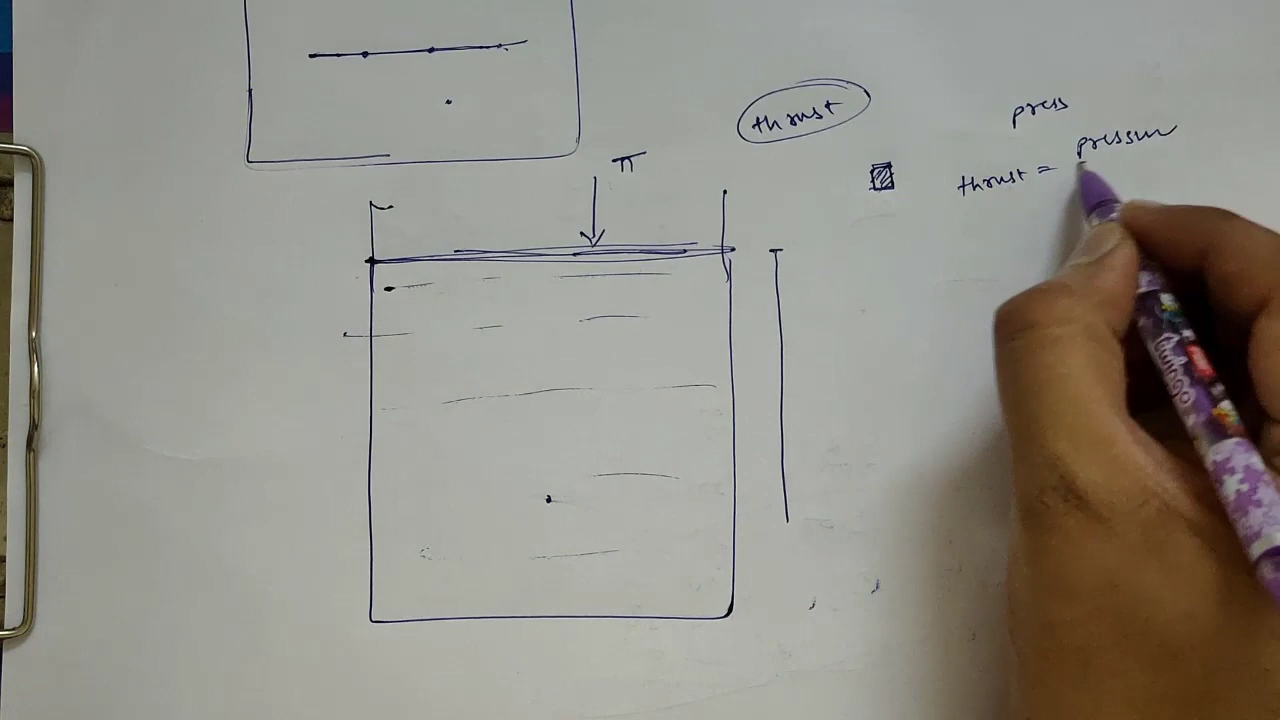 thrust
press
pressure
thrust =
π